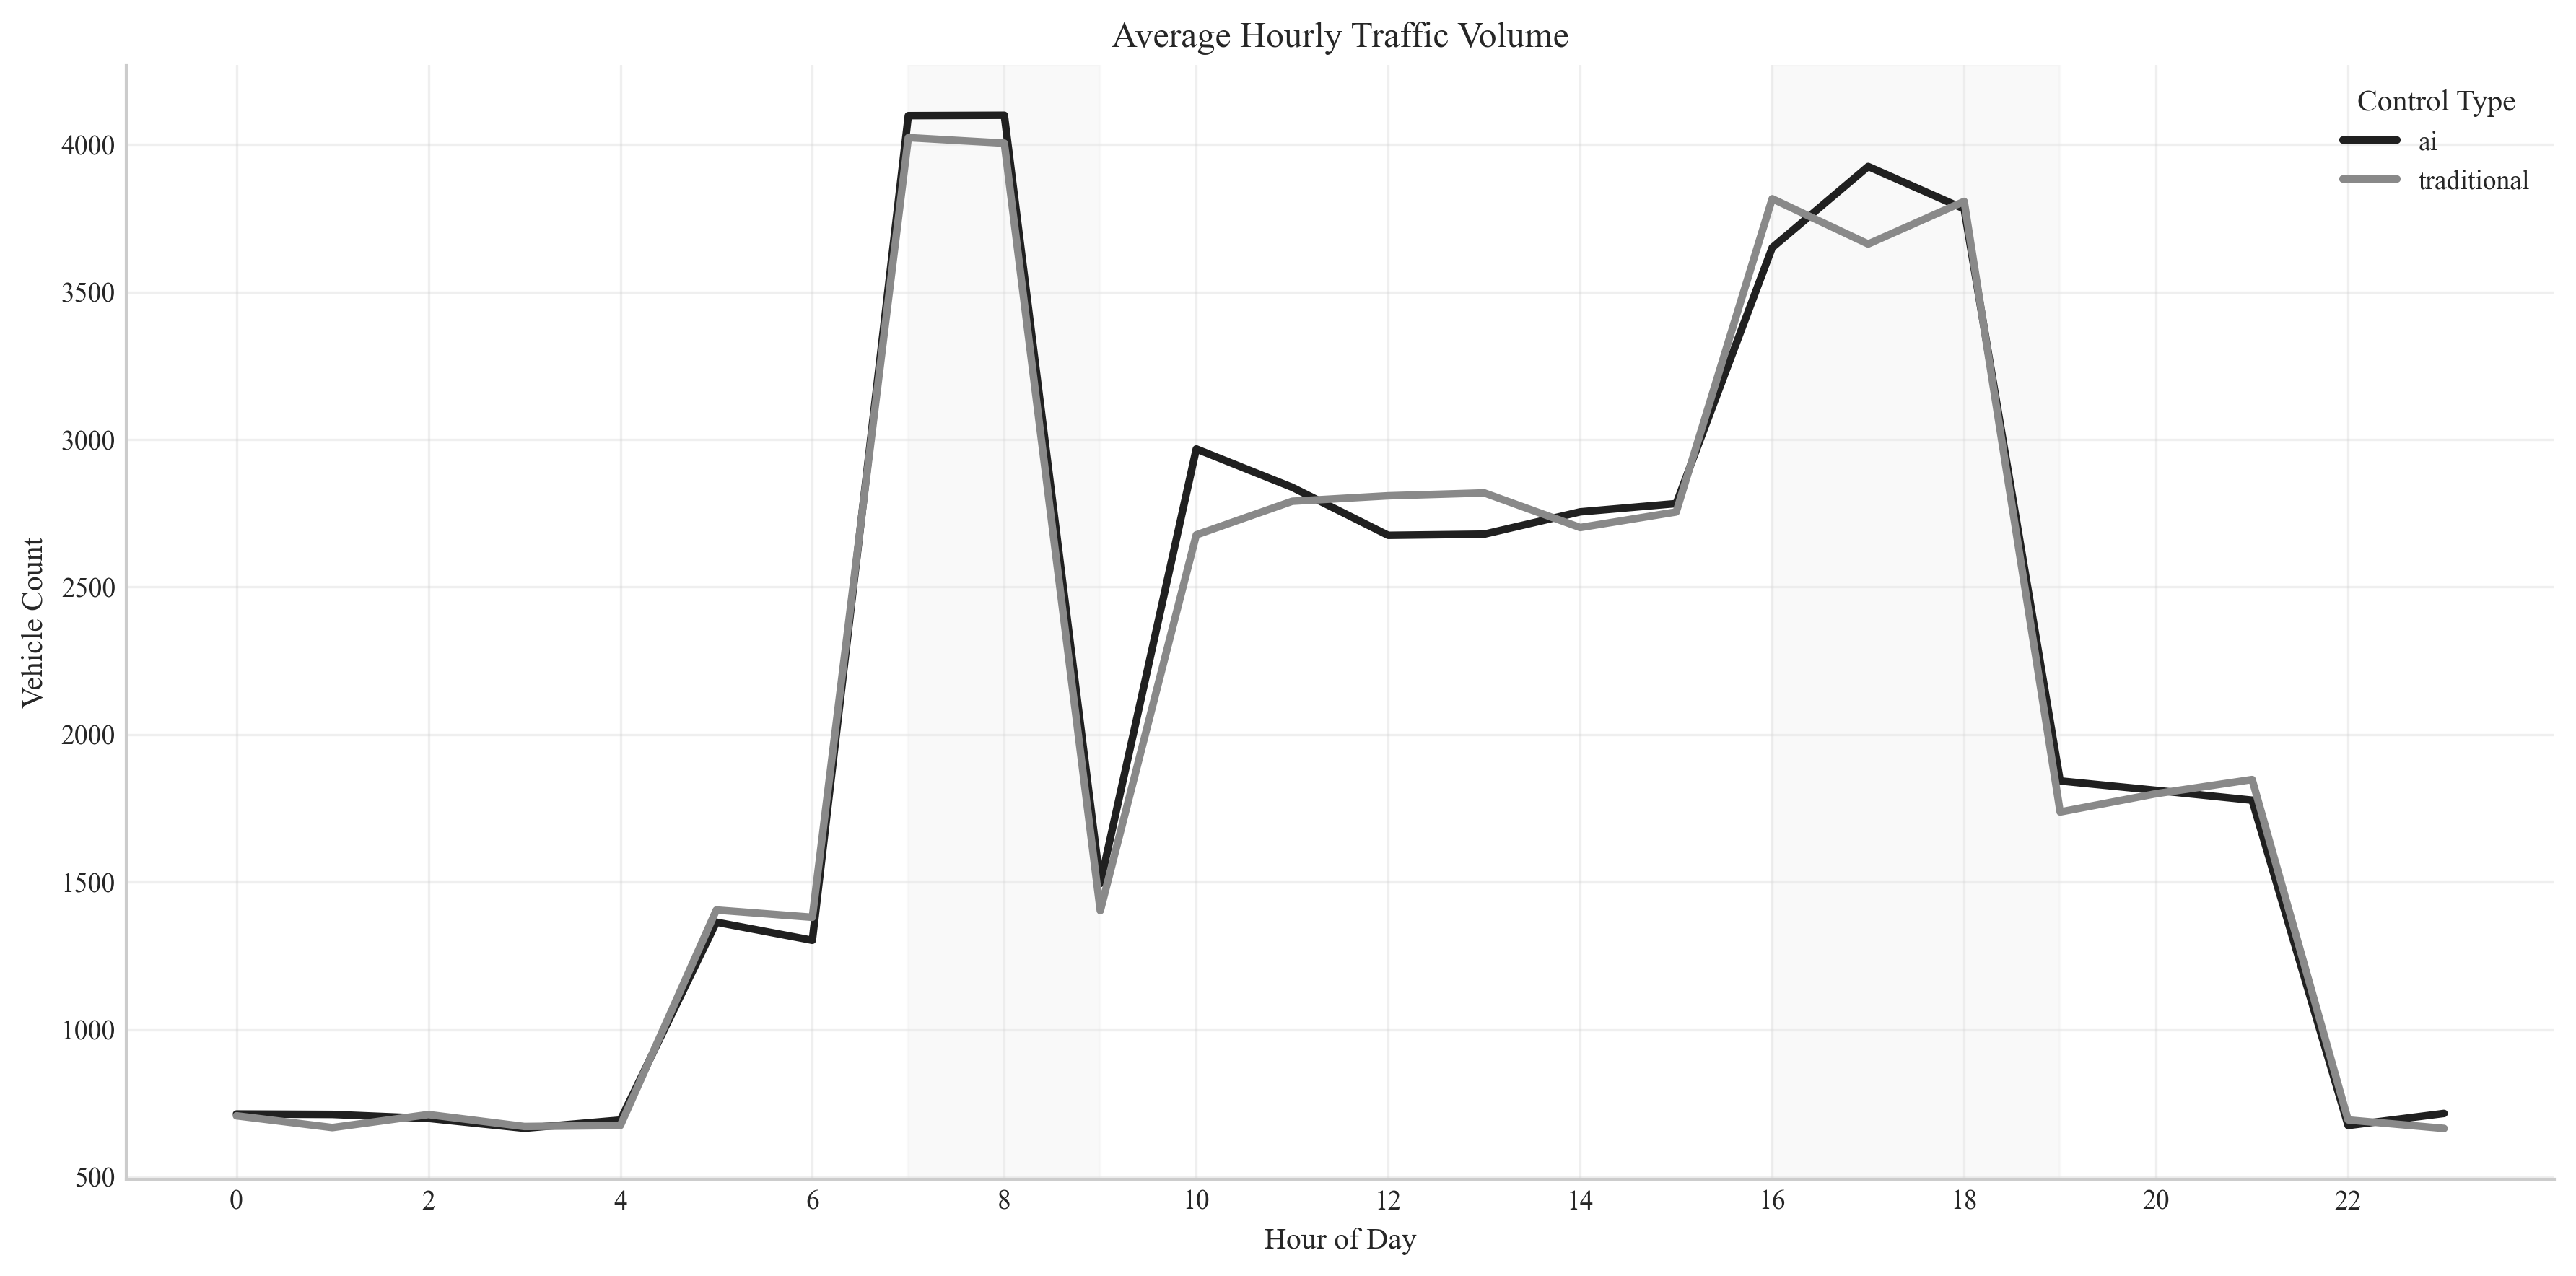 Average Hourly Traffic Volume
Control Type
ai
traditional
4000
3500
3000
2500
2000
1500
1000
500
Vehicle Count
0 2 4 6 8 10 12 14 16 18 20 22
Hour of Day